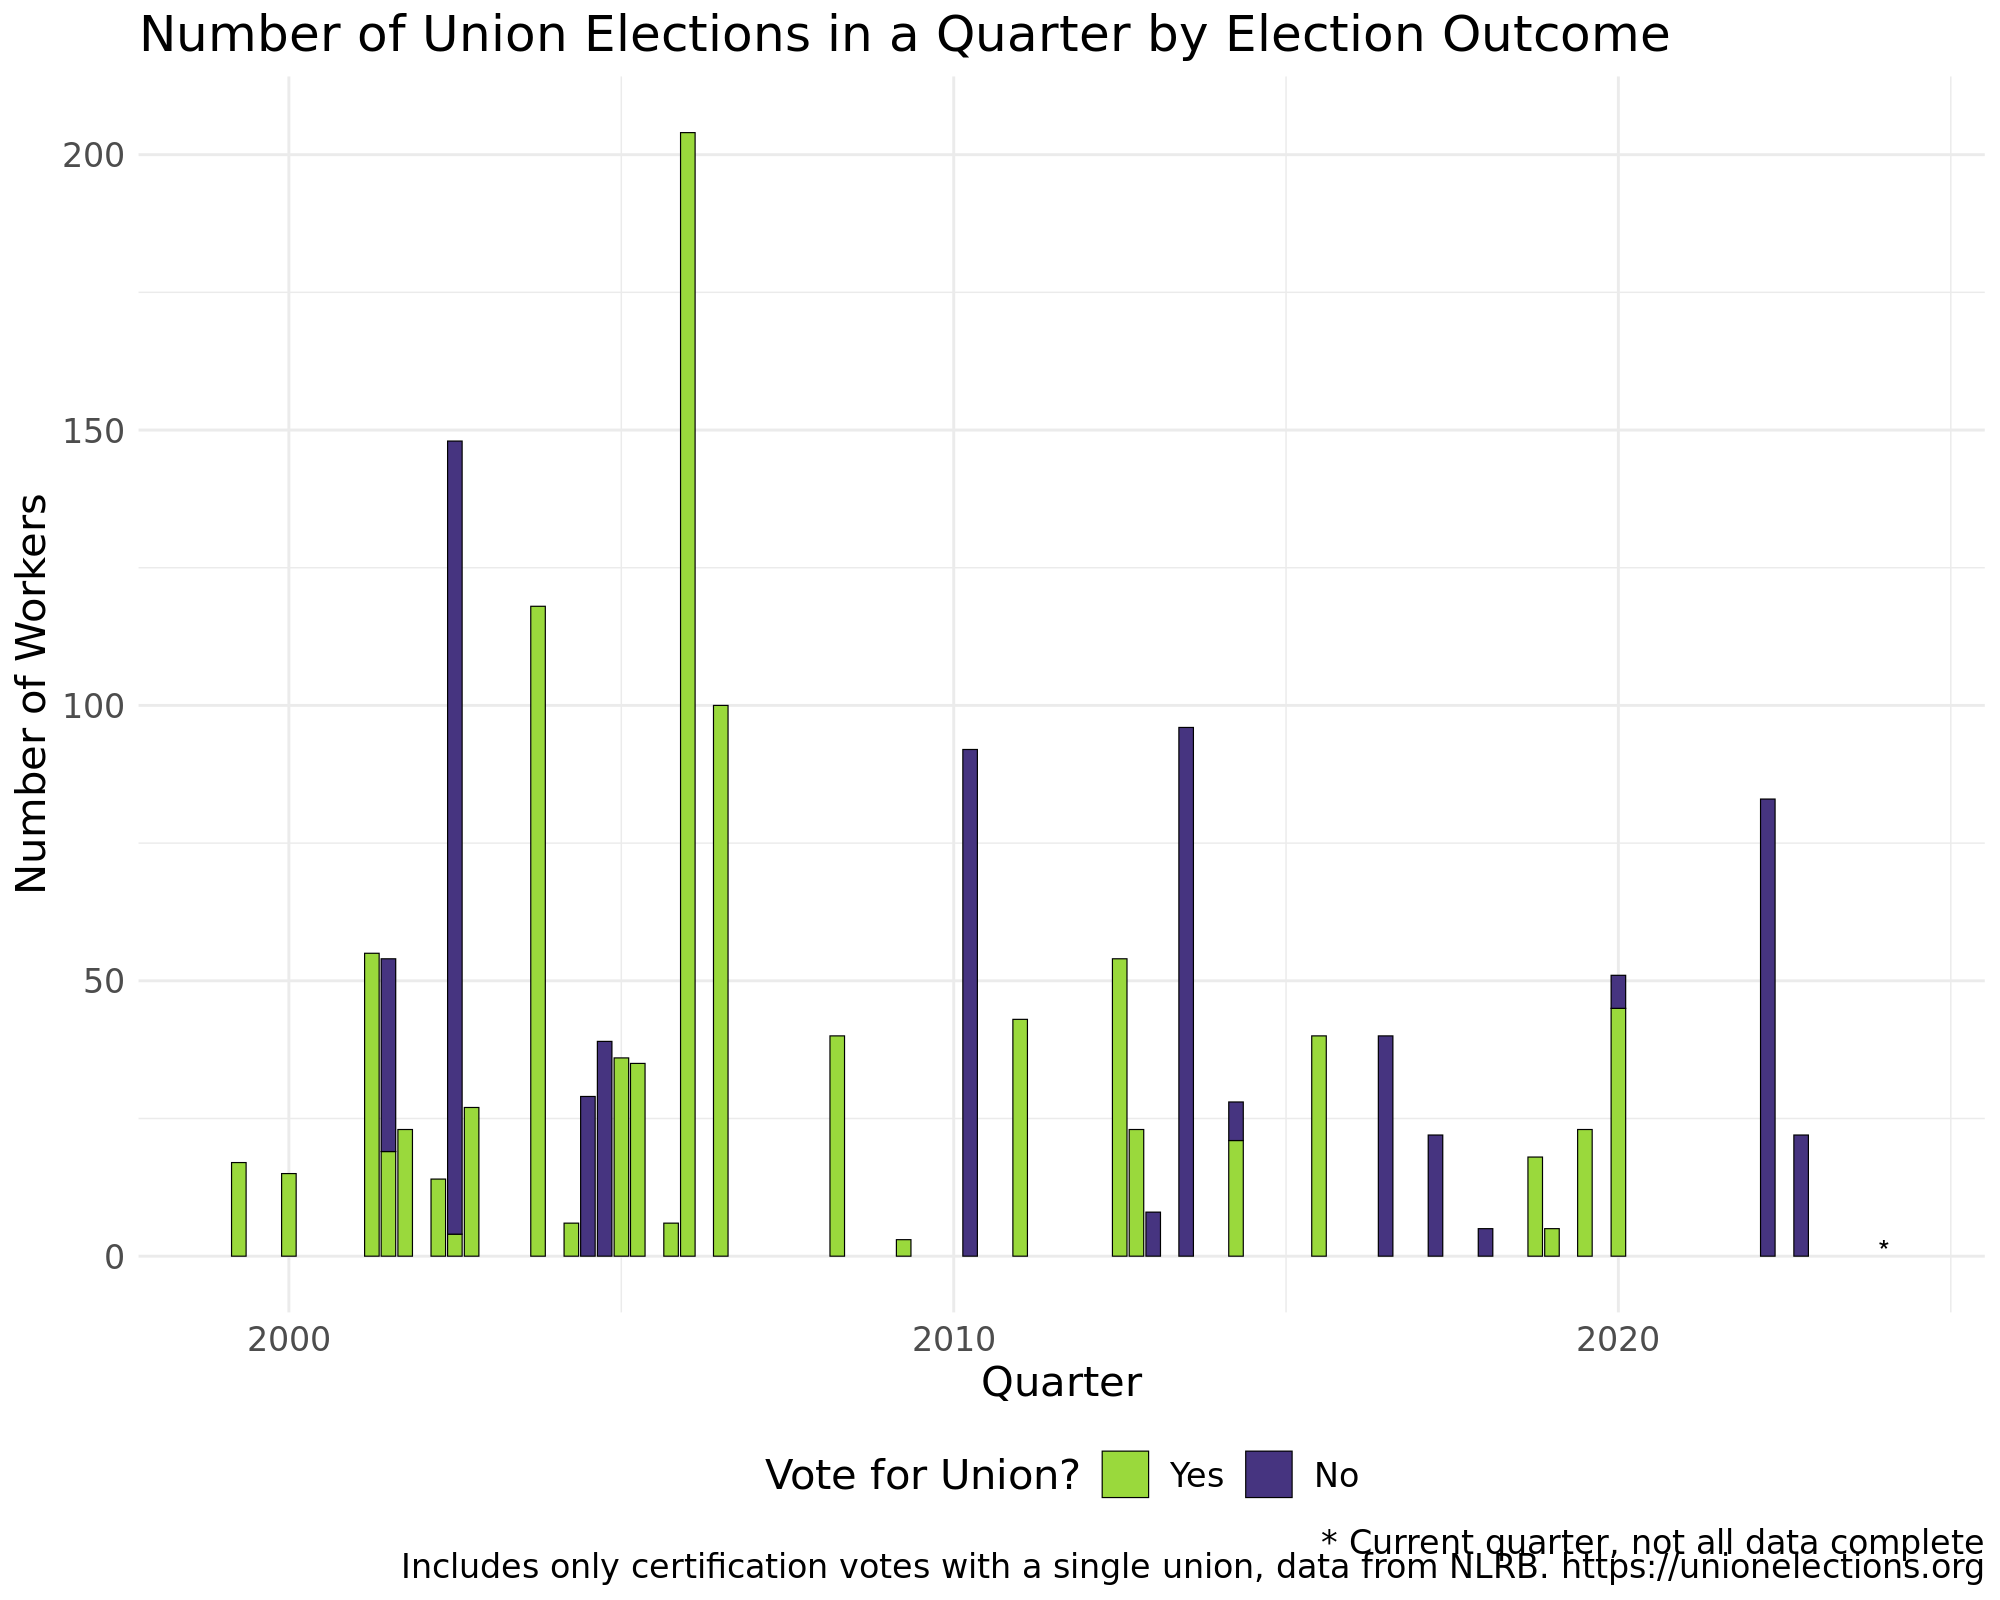 Number of Union Elections in a Quarter by Election Outcome
Number of Workers
200
150
100
50
0
*
2000 2010 2020
Quarter
Vote for Union? Yes No
* Current quarter, not all data complete
Includes only certification votes with a single union, data from NLRB. https://unionelections.org